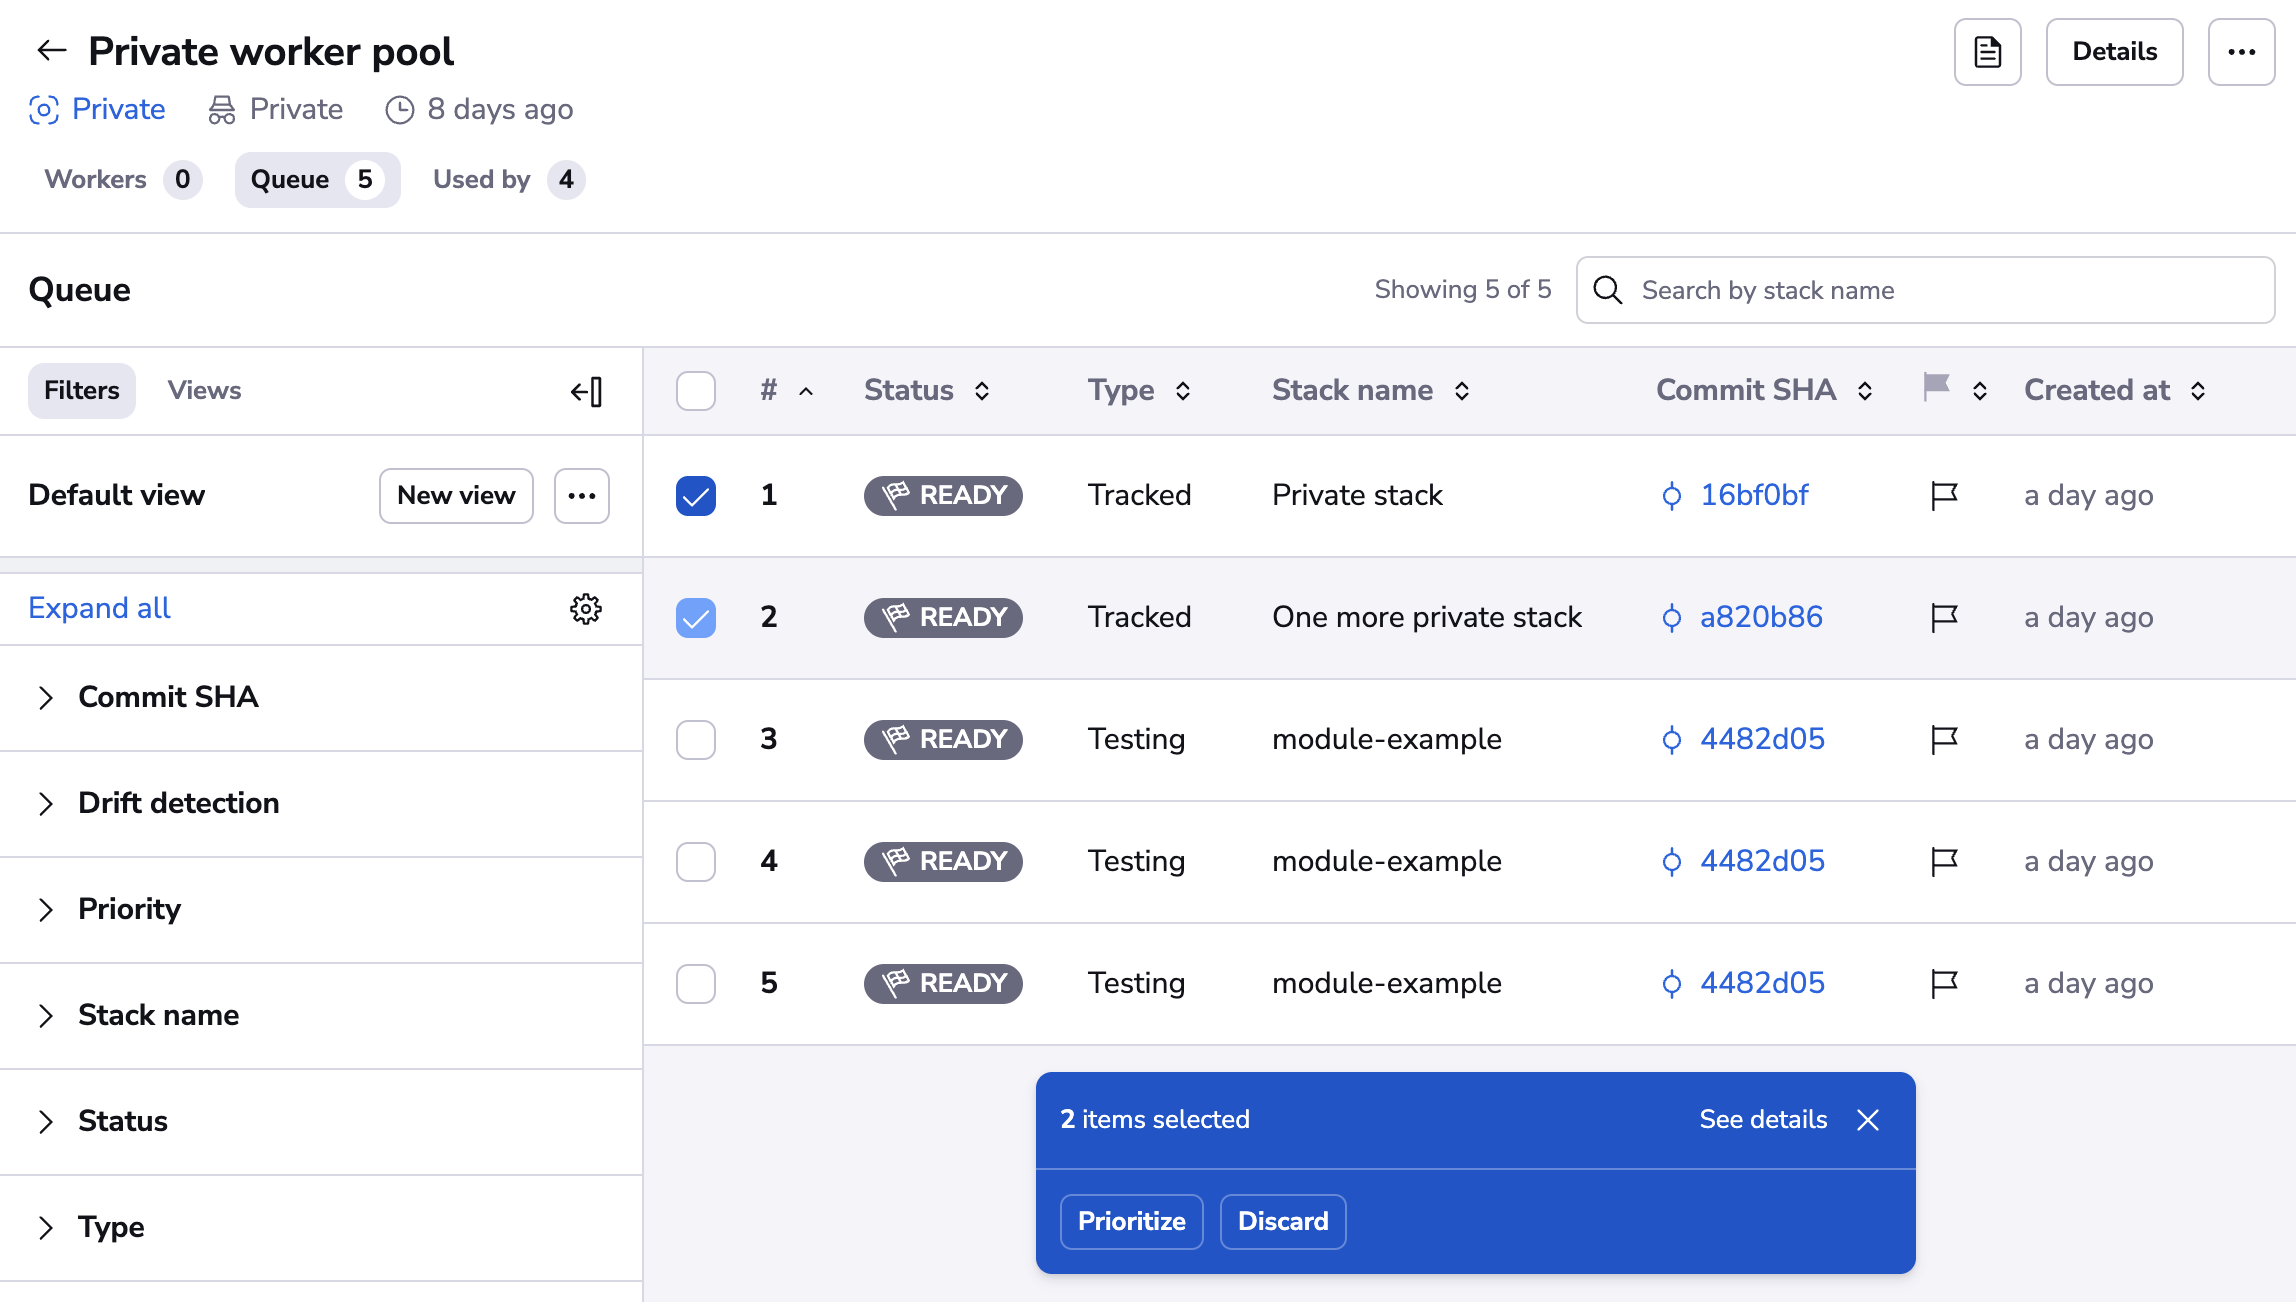 Private worker pool
Details
Private Private 8 days ago
Workers 0 Queue 5 Used by 4
Queue
Showing 5 of 5
Search by stack name
Filters Views
# Status Type Stack name Commit SHA Created at
Default view New view
1 READY Tracked Private stack 16bf0bf a day ago
Expand all
2 READY Tracked One more private stack a820b86 a day ago
Commit SHA
3 READY Testing module-example 4482d05 a day ago
Drift detection
4 READY Testing module-example 4482d05 a day ago
Priority
5 READY Testing module-example 4482d05 a day ago
Stack name
Status
Type
2 items selected See details
Prioritize Discard